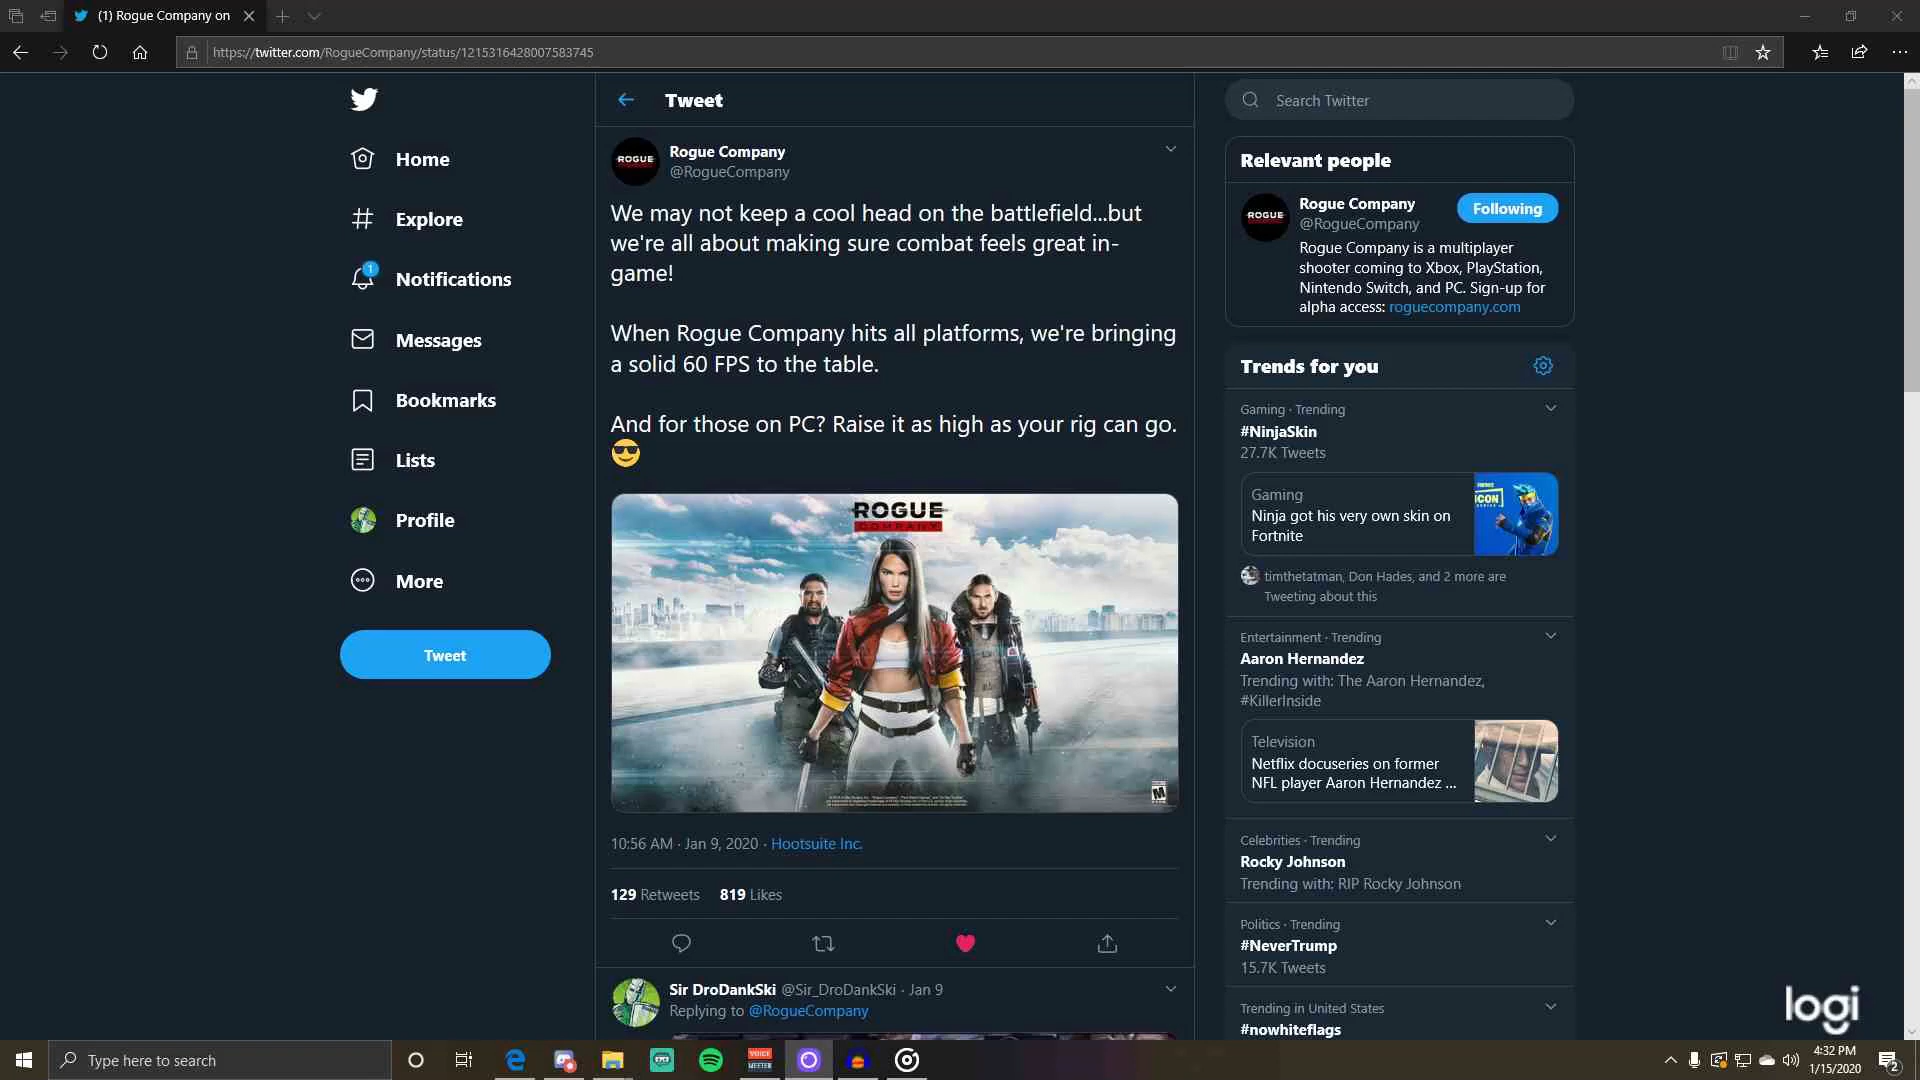 (1) Rogue Company on
https://twitter.com/RogueCompany/status/1215316428007583745
Home
Explore
1
Notifications
Messages
Bookmarks
Lists
Profile
More
Tweet
Tweet
ROGUE
Rogue Company
@RogueCompany
We may not keep a cool head on the battlefield...but
we're all about making sure combat feels great in-
game!
When Rogue Company hits all platforms, we're bringing
a solid 60 FPS to the table.
And for those on PC? Raise it as high as your rig can go.
ROGUE
COMPANY
M
10:56 AM · Jan 9, 2020 · Hootsuite Inc.
129 Retweets 819 Likes
Sir DroDankSki @Sir_DroDankSki · Jan 9
Replying to @RogueCompany
Search Twitter
Relevant people
ROGUE
Rogue Company
@RogueCompany
Following
Rogue Company is a multiplayer
shooter coming to Xbox, PlayStation,
Nintendo Switch, and PC. Sign-up for
alpha access: roguecompany.com
Trends for you
Gaming · Trending
#NinjaSkin
27.7K Tweets
Gaming
Ninja got his very own skin on
Fortnite
ICON
timthetatman, Don Hades, and 2 more are
Tweeting about this
Entertainment · Trending
Aaron Hernandez
Trending with: The Aaron Hernandez,
#KillerInside
Television
Netflix docuseries on former
NFL player Aaron Hernandez ...
Celebrities · Trending
Rocky Johnson
Trending with: RIP Rocky Johnson
Politics · Trending
#NeverTrump
15.7K Tweets
Trending in United States
#nowhiteflags
logi
Type here to search
VOICE
MEETER
4:32 PM
1/15/2020
2